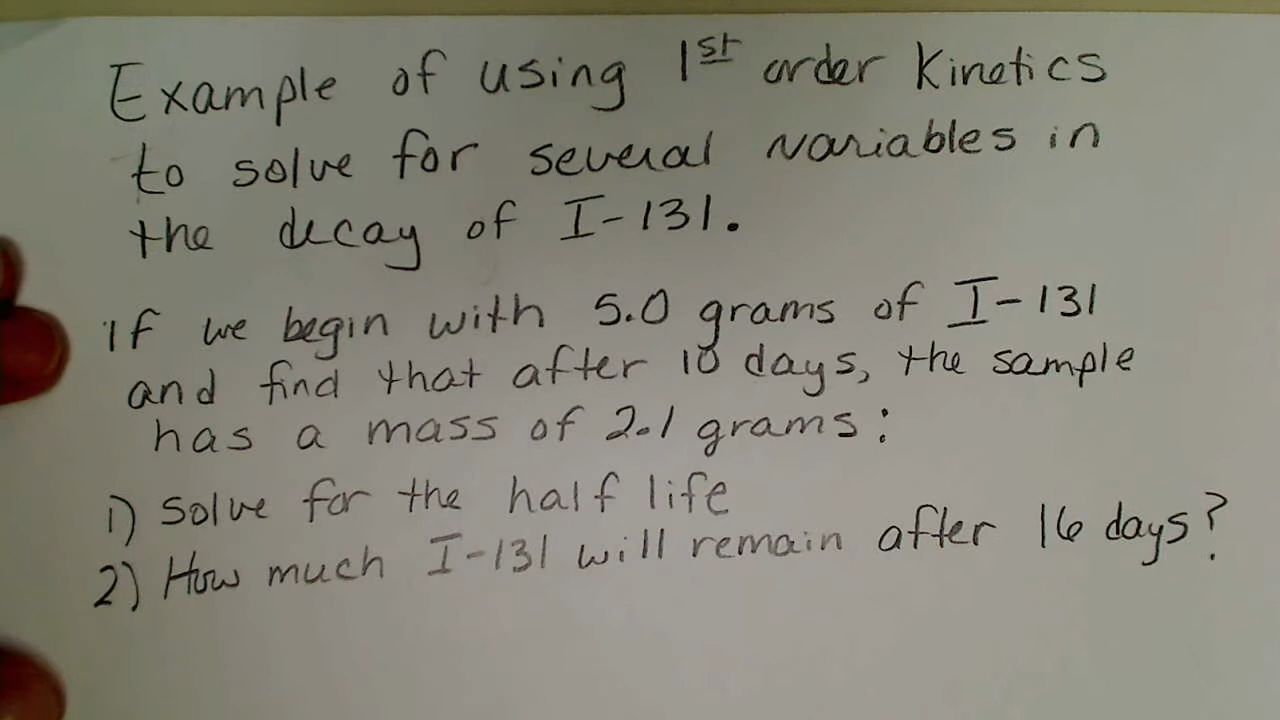 Example of using 1st order Kinetics
to solve for several variables in
the decay of I-131.
If we begin with 5.0 grams of I-131
and find that after 10 days, the sample
has a mass of 2.1 grams:
1) Solve for the half life
2) How much I-131 will remain after 16 days?